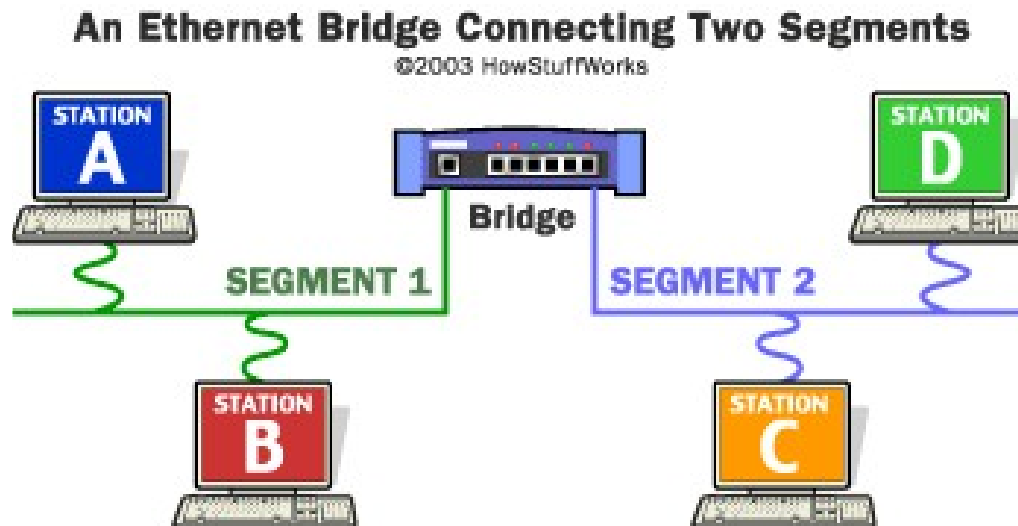 An Ethernet Bridge Connecting Two Segments
©2003 HowStuffWorks
STATION
A
STATION
D
Bridge
SEGMENT 1
SEGMENT 2
STATION
B
STATION
C